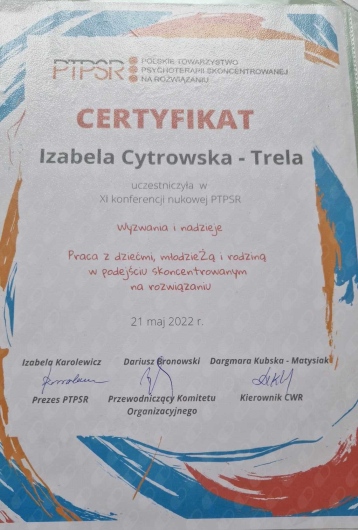 PTPSR POLSKIE TOWARZYSTWO
PSYCHOTERAPII SKONCENTROWANEJ
NA ROZWIĄZANIU
CERTYFIKAT
Izabela Cytrowska - Trela
uczestniczyła w
XI konferencji nukowej PTPSR
Wyzwania i nadzieje
Praca z dziećmi, młodzieŻą i rodziną
w podejściu skoncentrowanym
na rozwiązaniu
21 maj 2022 r.
Izabela Karolewicz Dariusz Bronowski Dargmara Kubska - Matysiak
Prezes PTPSR Przewodniczący Komitetu Kierownik CWR
Organizacyjnego